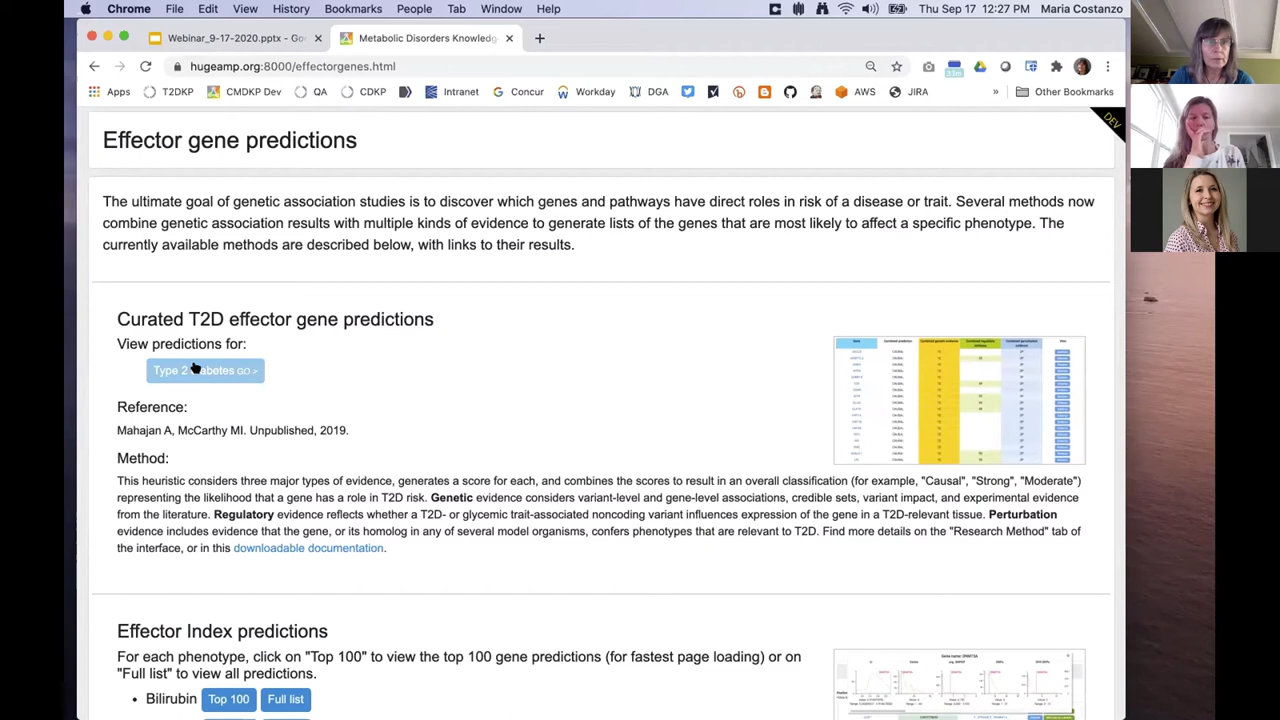 Chrome File Edit View History Bookmarks People Tab Window Help Thu Sep 17 12:27 PM Maria Costanzo
Webinar_9-17-2020.pptx - Go Metabolic Disorders Knowledg
hugeamp.org:8000/effectorgenes.html
Apps T2DKP CMDKP Dev QA CDKP Intranet Concur Workday DGA AWS JIRA » Other Bookmarks
DEV
Effector gene predictions
The ultimate goal of genetic association studies is to discover which genes and pathways have direct roles in risk of a disease or trait. Several methods now
combine genetic association results with multiple kinds of evidence to generate lists of the genes that are most likely to affect a specific phenotype. The
currently available methods are described below, with links to their results.
Curated T2D effector gene predictions
View predictions for:
Type 2 diabetes co >
Reference:
Mahajan A, McCarthy MI. Unpublished, 2019.
Method:
This heuristic considers three major types of evidence, generates a score for each, and combines the scores to result in an overall classification (for example, "Causal", "Strong", "Moderate")
representing the likelihood that a gene has a role in T2D risk. Genetic evidence considers variant-level and gene-level associations, credible sets, variant impact, and experimental evidence
from the literature. Regulatory evidence reflects whether a T2D- or glycemic trait-associated noncoding variant influences expression of the gene in a T2D-relevant tissue. Perturbation
evidence includes evidence that the gene, or its homolog in any of several model organisms, confers phenotypes that are relevant to T2D. Find more details on the "Research Method" tab of
the interface, or in this downloadable documentation.
Effector Index predictions
For each phenotype, click on "Top 100" to view the top 100 gene predictions (for fastest page loading) or on
"Full list" to view all predictions.
• Bilirubin Top 100 Full list